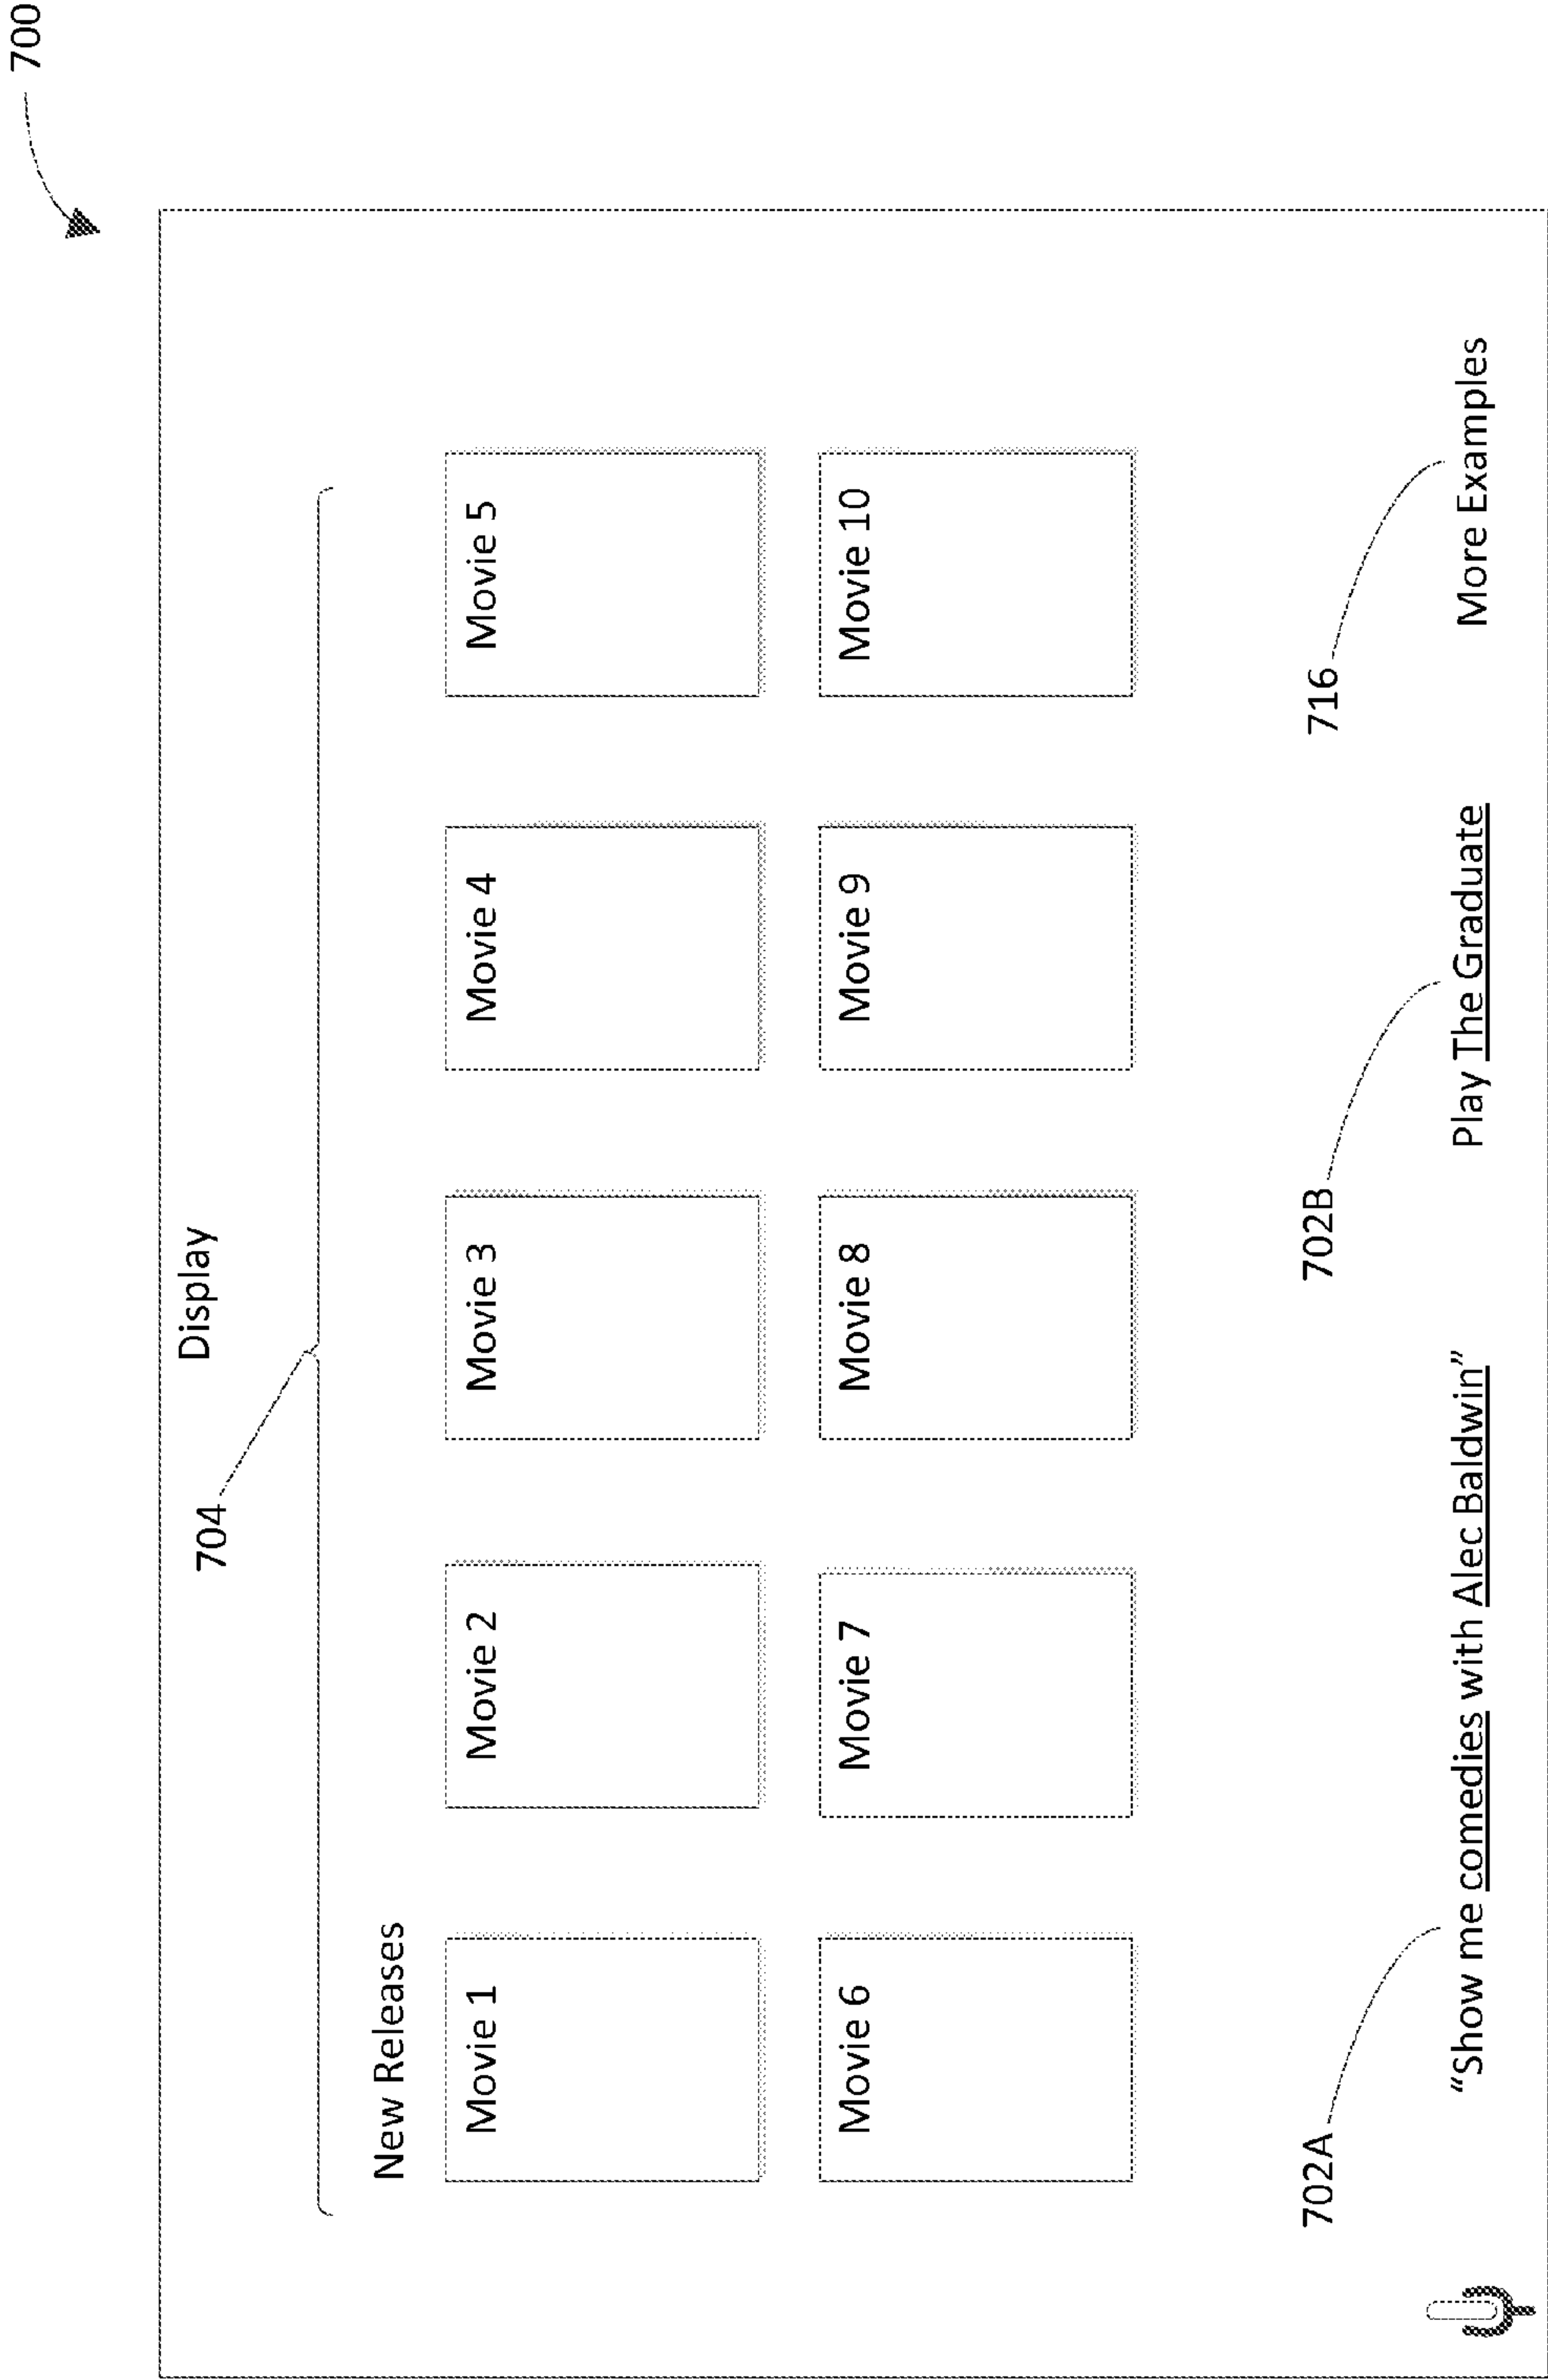 700
Display
704
New Releases
Movie 1 Movie 2 Movie 3 Movie 4 Movie 5
Movie 6 Movie 7 Movie 8 Movie 9 Movie 10
702A 702B 716
“Show me comedies with Alec Baldwin” Play The Graduate More Examples